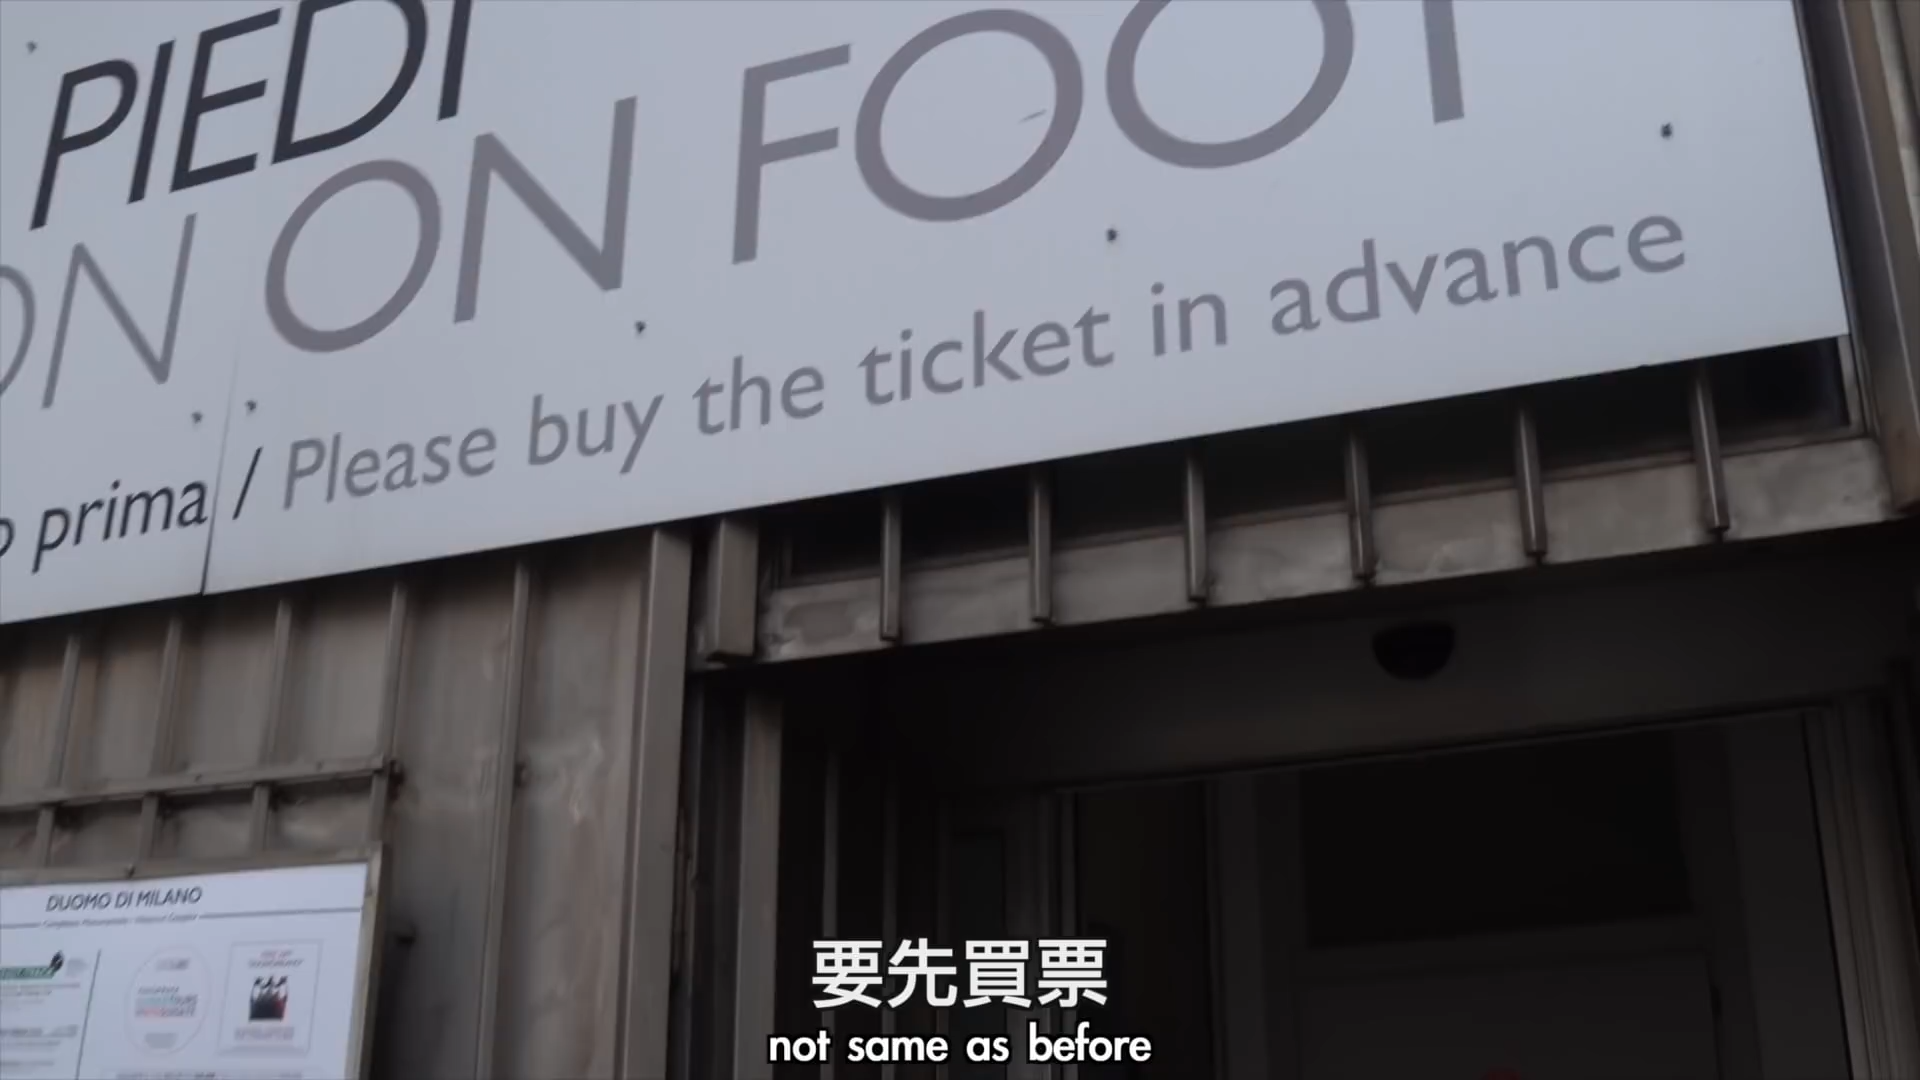 PIEDI
ON ON FOOT
o prima / Please buy the ticket in advance
DUOMO DI MILANO
要先買票
not same as before